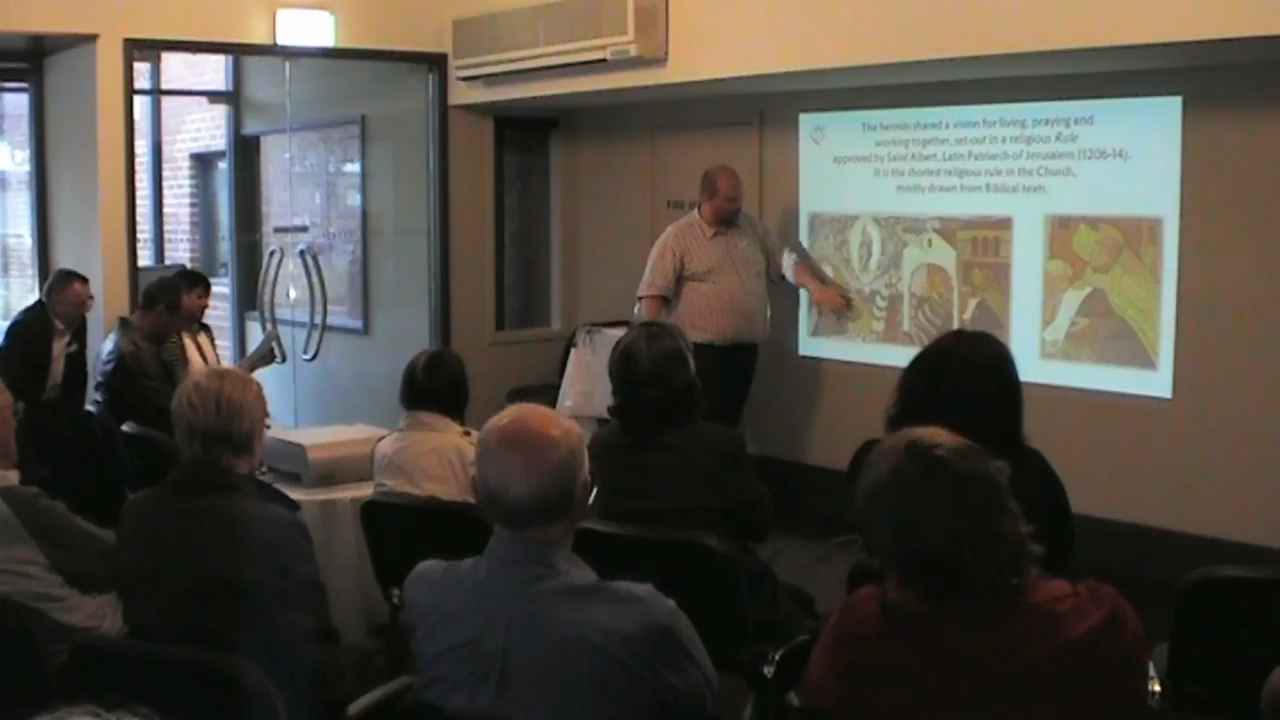 The hermits shared a vision for living, praying and
working together, set-out in a religious Rule
approved by Saint Albert, Latin Patriarch of Jerusalem (1206-14).
It is the shortest religious rule in the Church,
mostly drawn from Biblical texts.
FIRE